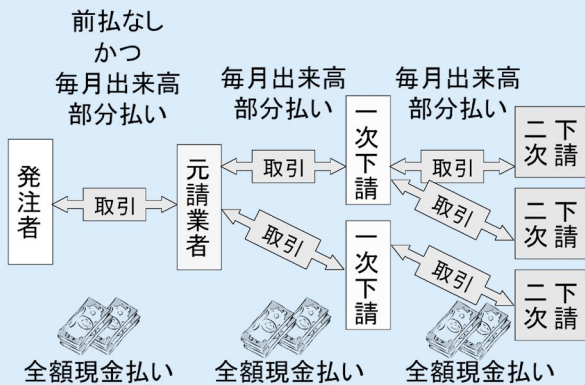 前払なし
かつ
毎月出来高
部分払い
毎月出来高
部分払い
毎月出来高
部分払い
発注者
取引
元請業者
取引
取引
一次下請
一次下請
取引
取引
取引
二次下請
二次下請
二次下請
全額現金払い
全額現金払い
全額現金払い